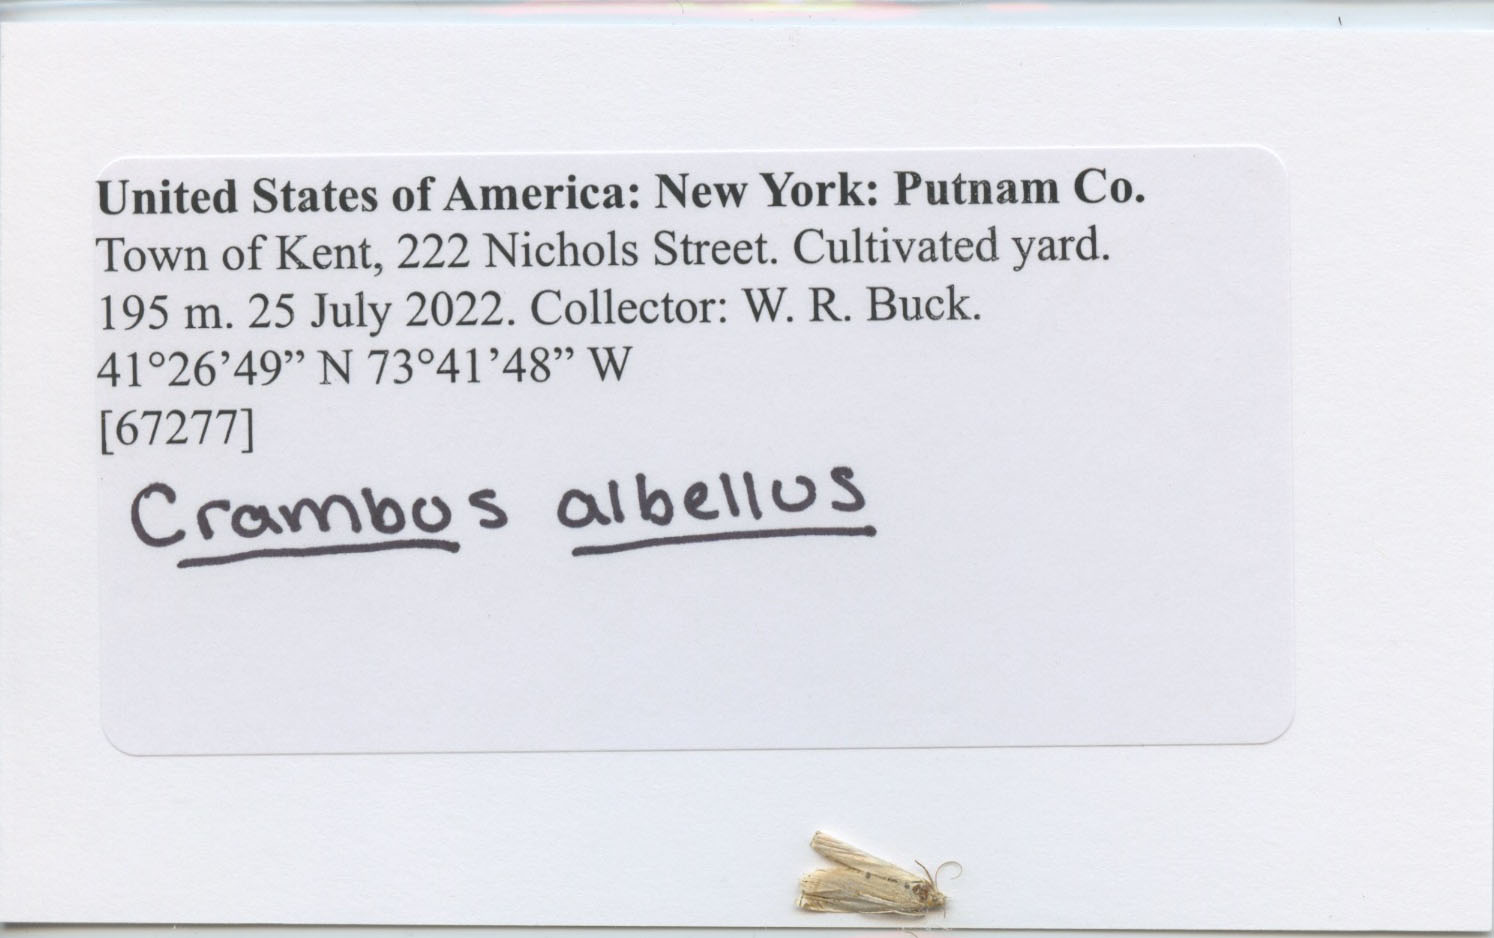 United States of America: New York: Putnam Co.
Town of Kent, 222 Nichols Street. Cultivated yard.
195 m. 25 July 2022. Collector: W. R. Buck.
41°26’49” N 73°41’48” W
[67277]
Crambus albellus